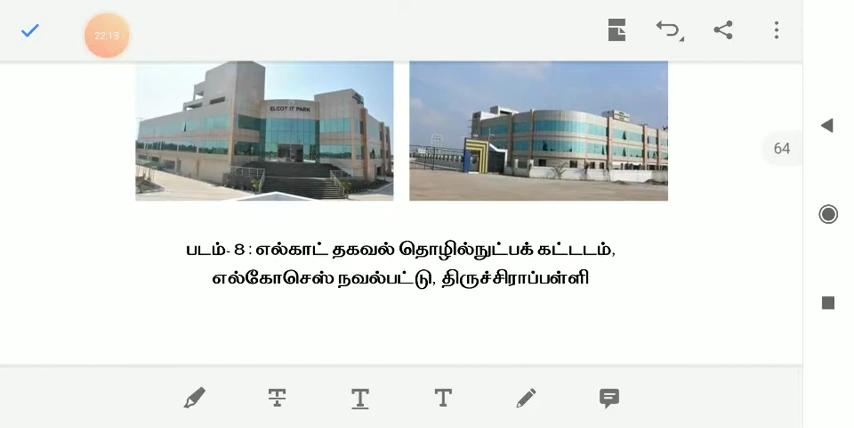 22:13
ELCOT IT PARK
64
படம்- 8 : எல்காட் தகவல் தொழில்நுட்பக் கட்டடம்,
எல்கோசெஸ் நவல்பட்டு, திருச்சிராப்பள்ளி